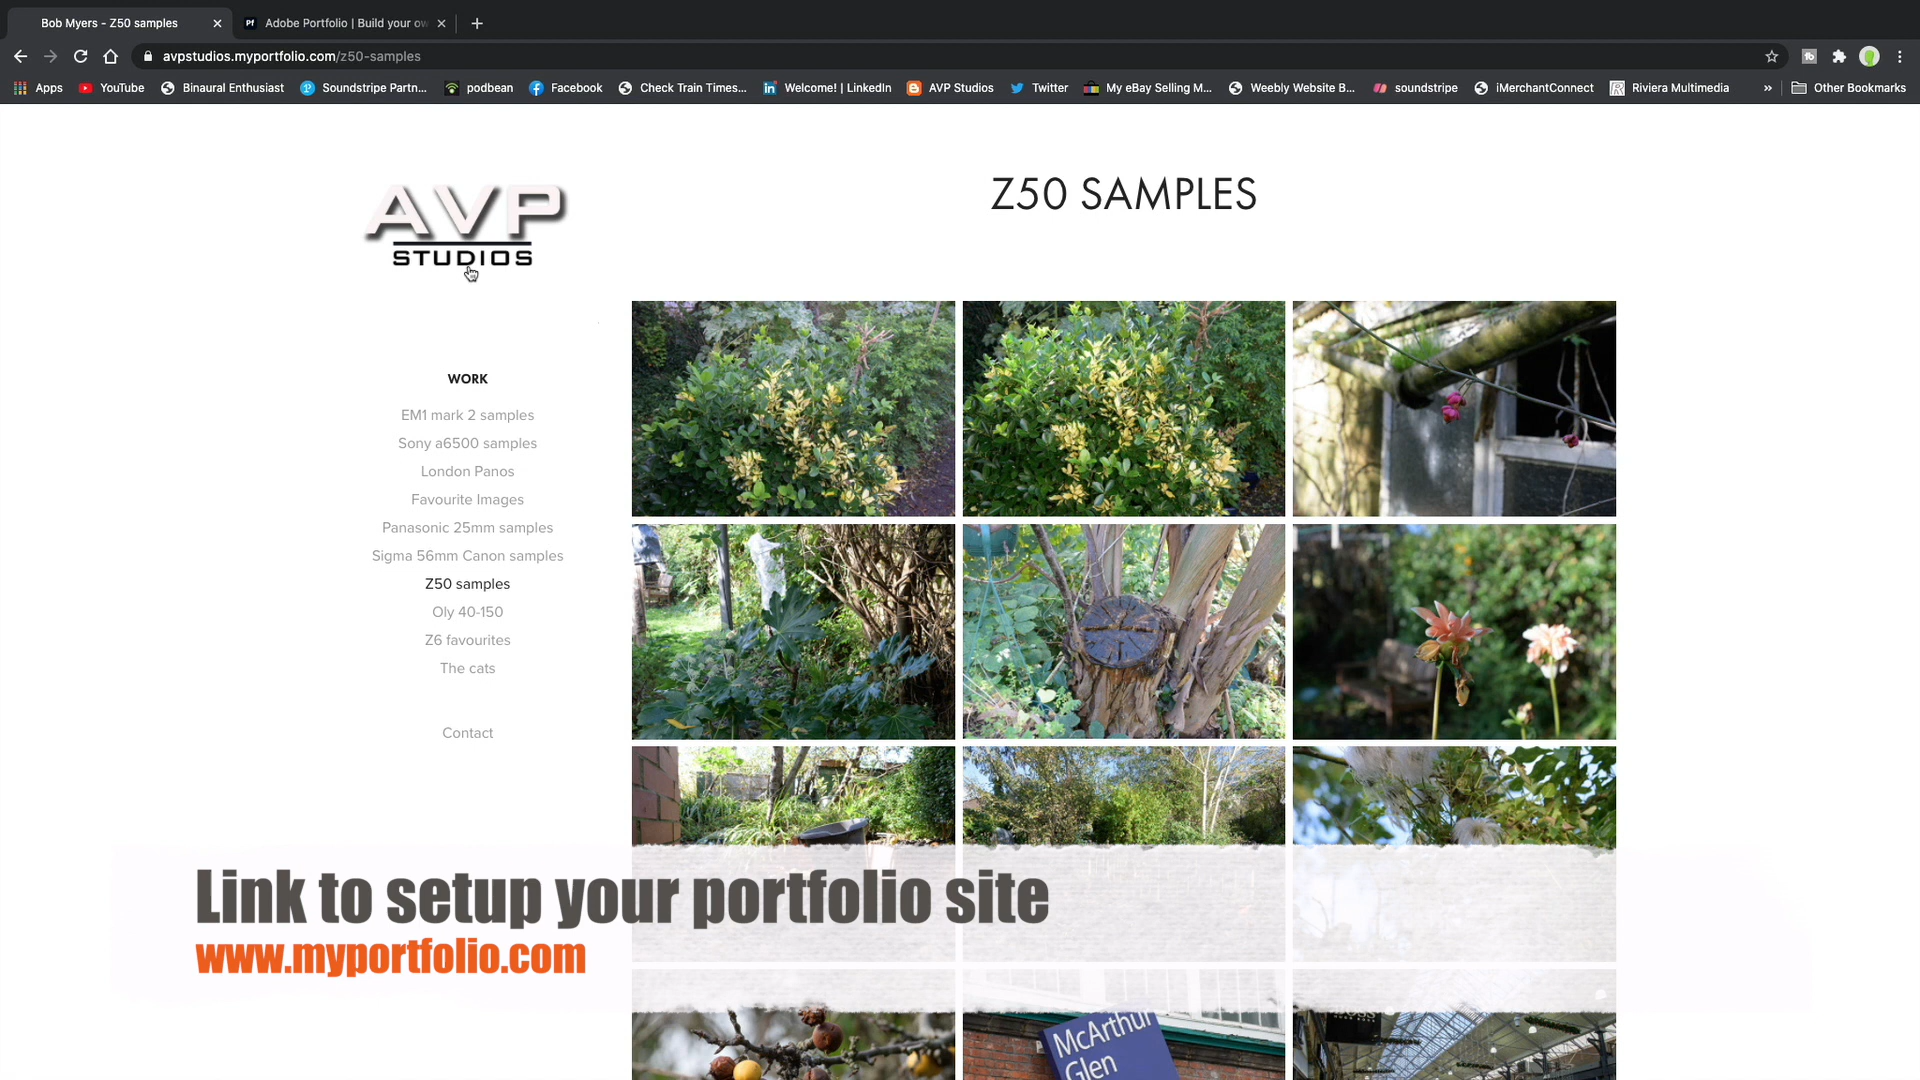 Bob Myers - Z50 samples
Adobe Portfolio | Build your ow
avpstudios.myportfolio.com/z50-samples
Apps
YouTube
Binaural Enthusiast
Soundstripe Partn...
podbean
Facebook
Check Train Times...
Welcome! | LinkedIn
AVP Studios
Twitter
My eBay Selling M...
Weebly Website B...
soundstripe
iMerchantConnect
Riviera Multimedia
»
Other Bookmarks
AVP
STUDIOS
Z50 SAMPLES
WORK
EM1 mark 2 samples
Sony a6500 samples
London Panos
Favourite Images
Panasonic 25mm samples
Sigma 56mm Canon samples
Z50 samples
Oly 40-150
Z6 favourites
The cats
Contact
Link to setup your portfolio site
www.myportfolio.com
McArthur
Glen